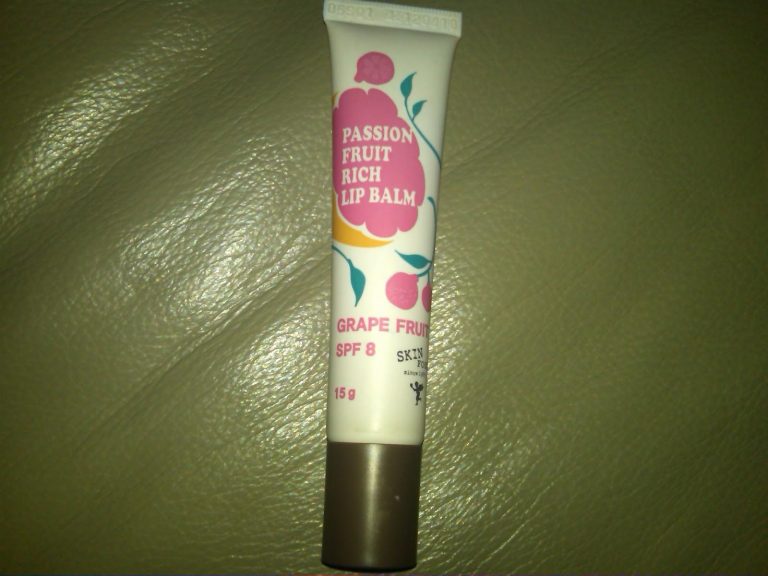 PASSION
FRUIT
RICH
LIP BALM
GRAPE FRUIT
SPF 8
SKIN
15 g